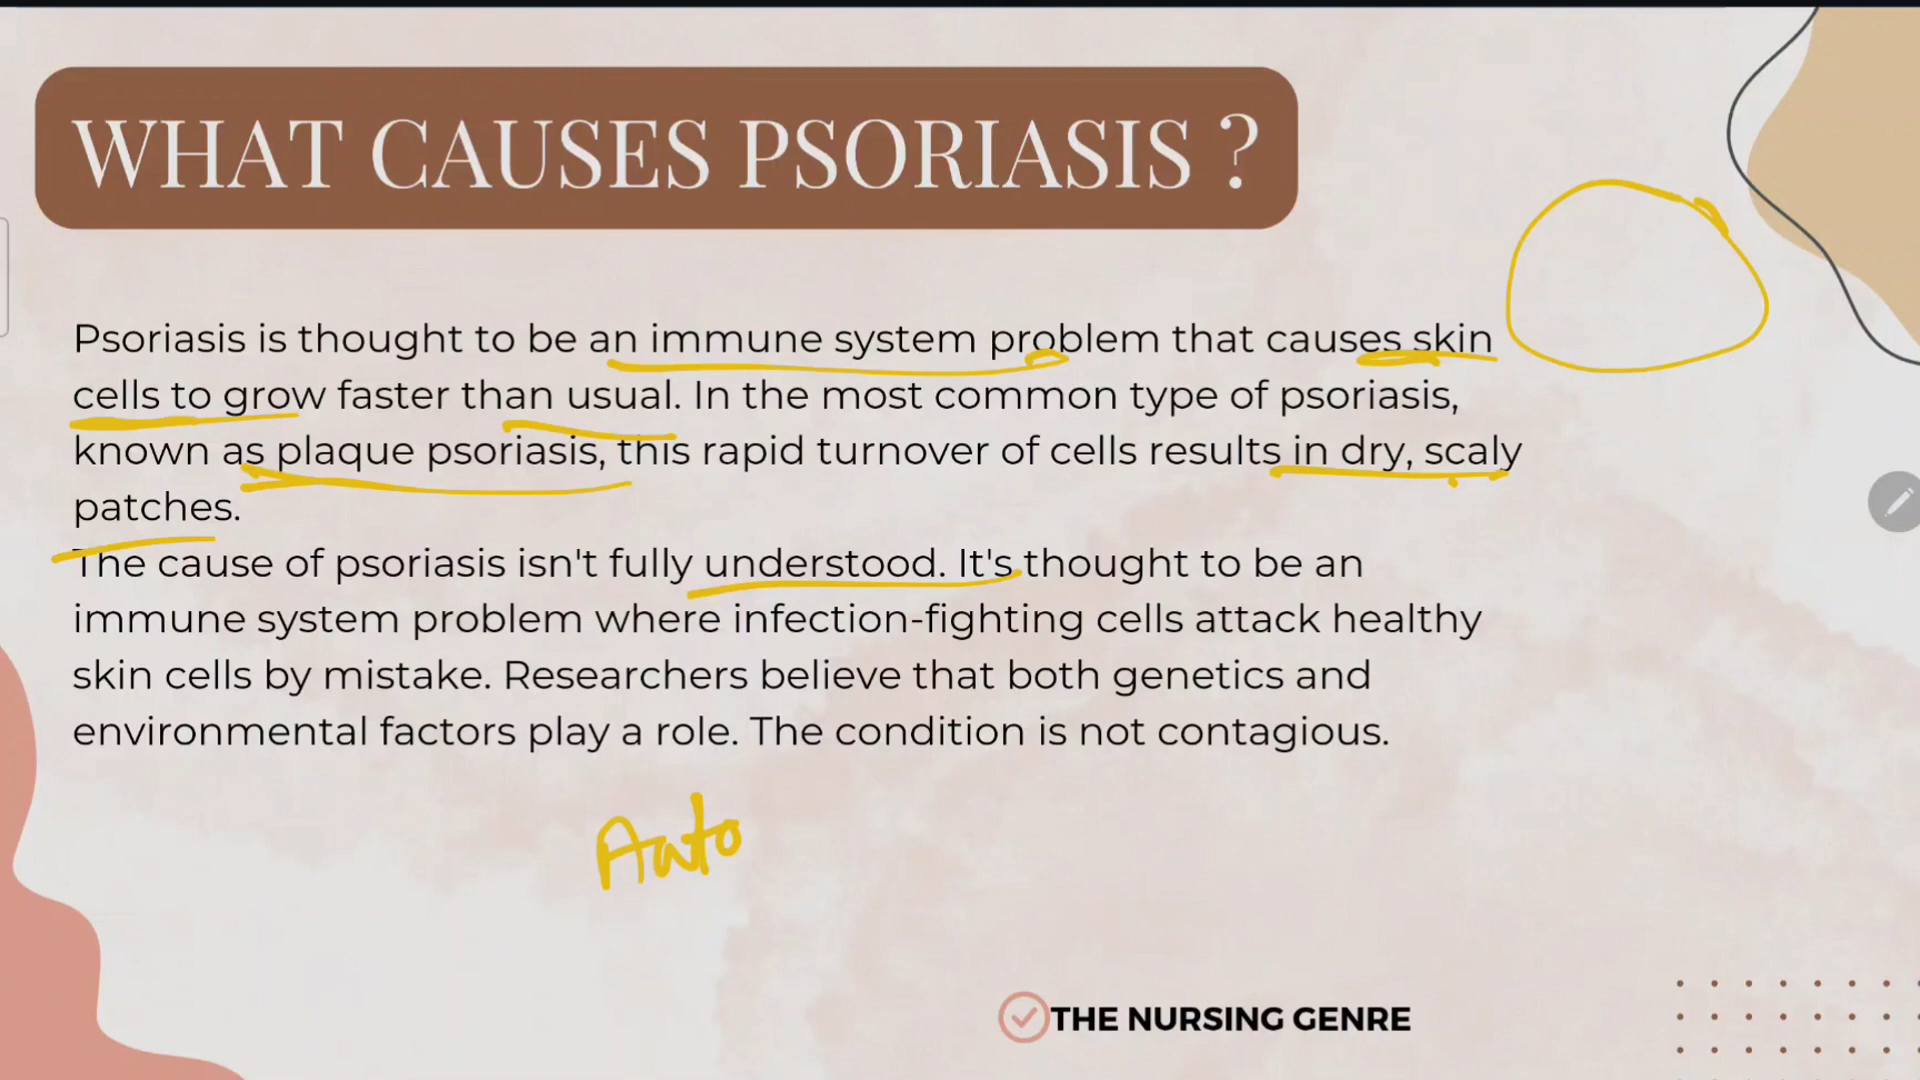 WHAT CAUSES PSORIASIS ?
Psoriasis is thought to be an immune system problem that causes skin
cells to grow faster than usual. In the most common type of psoriasis,
known as plaque psoriasis, this rapid turnover of cells results in dry, scaly
patches.
The cause of psoriasis isn't fully understood. It's thought to be an
immune system problem where infection-fighting cells attack healthy
skin cells by mistake. Researchers believe that both genetics and
environmental factors play a role. The condition is not contagious.
Auto
THE NURSING GENRE